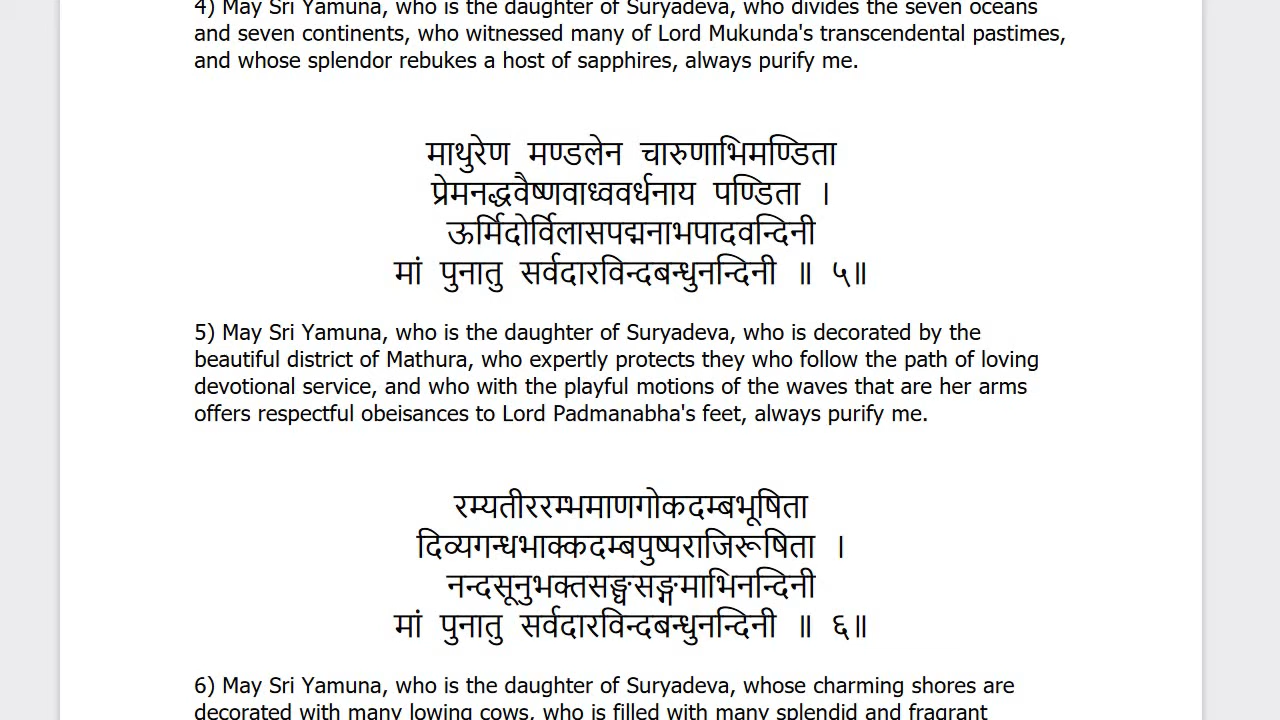 4) May Sri Yamuna, who is the daughter of Suryadeva, who divides the seven oceans
and seven continents, who witnessed many of Lord Mukunda's transcendental pastimes,
and whose splendor rebukes a host of sapphires, always purify me.
माथुरेण मण्डलेन चारुणाभिमण्डिता
प्रेमनद्धवैष्णवाध्ववर्धनाय पण्डिता ।
ऊर्मिदोर्विलासपद्मनाभपादवन्दिनी
मां पुनातु सर्वदारविन्दबन्धुनन्दिनी ॥ ५॥
5) May Sri Yamuna, who is the daughter of Suryadeva, who is decorated by the
beautiful district of Mathura, who expertly protects they who follow the path of loving
devotional service, and who with the playful motions of the waves that are her arms
offers respectful obeisances to Lord Padmanabha's feet, always purify me.
रम्यतीररम्भमाणगोकदम्बभूषिता
दिव्यगन्धभाक्कदम्बपुष्पराजिरूषिता ।
नन्दसूनुभक्तसङ्घसङ्गमाभिनन्दिनी
मां पुनातु सर्वदारविन्दबन्धुनन्दिनी ॥ ६॥
6) May Sri Yamuna, who is the daughter of Suryadeva, whose charming shores are
decorated with many lowing cows, who is filled with many splendid and fragrant